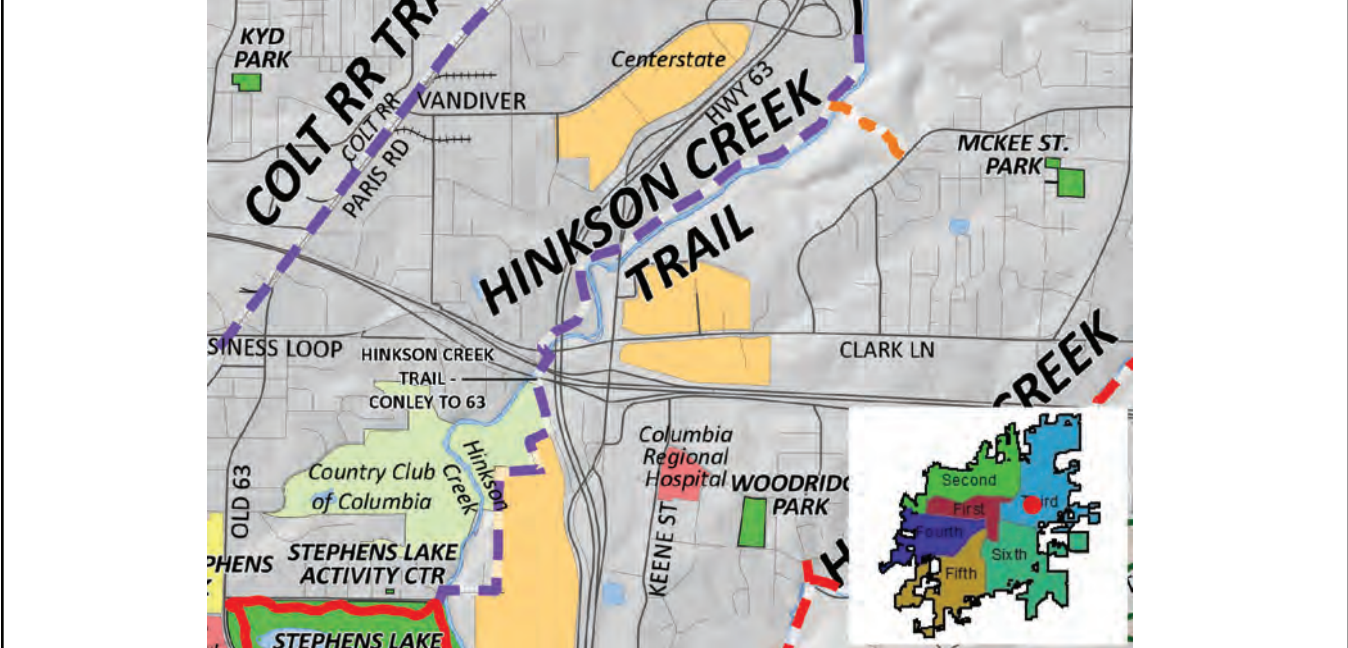 KYD
PARK
COLT RR TRA
COLT RR
PARIS RD
VANDIVER
Centerstate
HWY 63
HINKSON CREEK
TRAIL
MCKEE ST.
PARK
SINESS LOOP
HINKSON CREEK
TRAIL -
CONLEY TO 63
CLARK LN
CREEK
Country Club
of Columbia
Hinkson
Creek
OLD 63
Columbia
Regional
Hospital
WOODRIDG
PARK
KEENE ST
PHENS
STEPHENS LAKE
ACTIVITY CTR
STEPHENS LAKE
H
Second
First
ird
Fourth
Sixth
Fifth